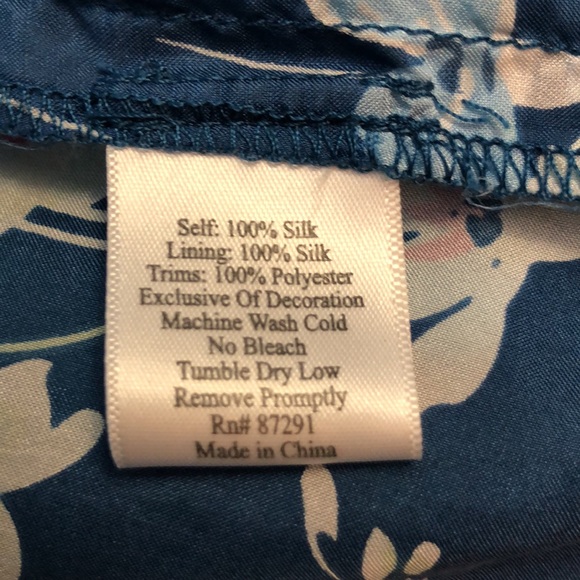 Self: 100% Silk
Lining: 100% Silk
Trims: 100% Polyester
Exclusive Of Decoration
Machine Wash Cold
No Bleach
Tumble Dry Low
Remove Promptly
Rn# 87291
Made in China